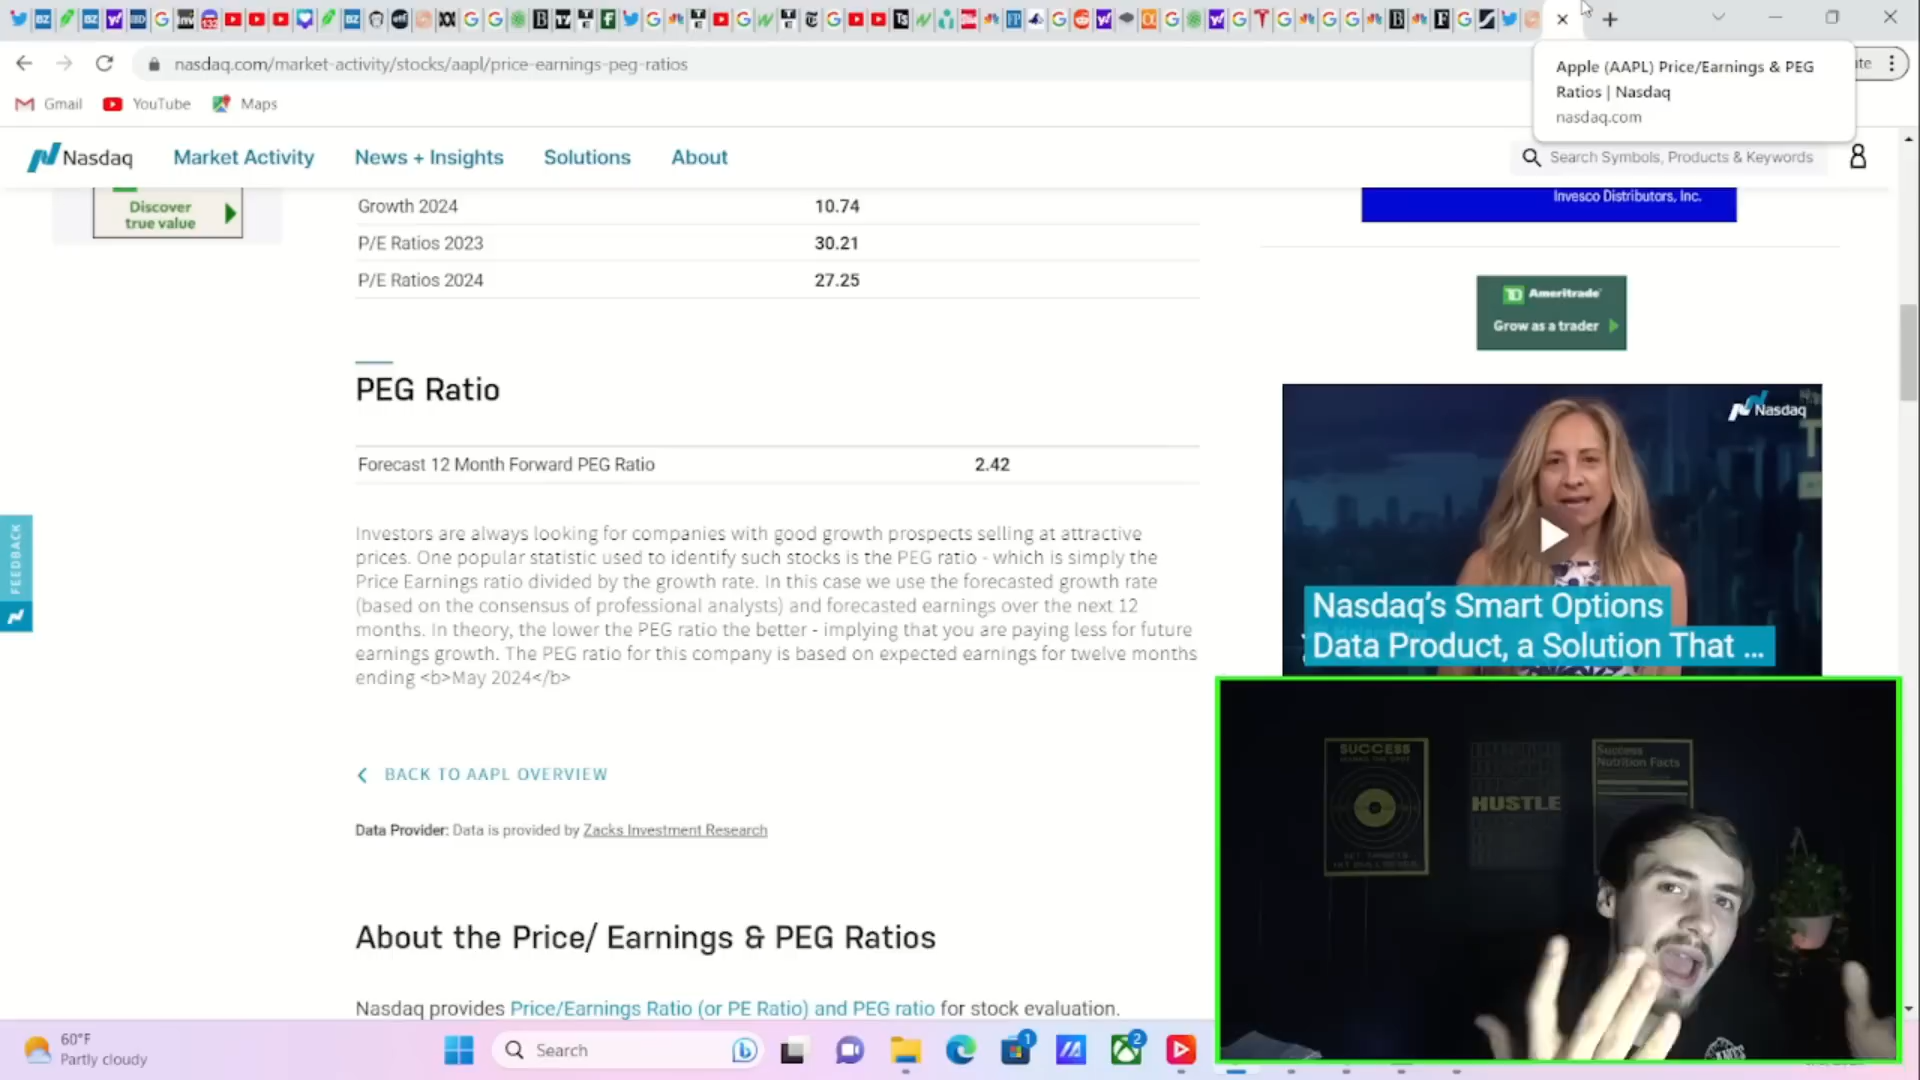 nasdaq.com/market-activity/stocks/aapl/price-earnings-peg-ratios
Apple (AAPL) Price/Earnings & PEG
Ratios | Nasdaq
nasdaq.com
Gmail
YouTube
Maps
Nasdaq
Market Activity
News + Insights
Solutions
About
Search Symbols, Products & Keywords
Discover
true value
Growth 2024 10.74
P/E Ratios 2023 30.21
P/E Ratios 2024 27.25
Invesco Distributors, Inc.
Ameritrade
Grow as a trader
PEG Ratio
Forecast 12 Month Forward PEG Ratio 2.42
Investors are always looking for companies with good growth prospects selling at attractive
prices. One popular statistic used to identify such stocks is the PEG ratio - which is simply the
Price Earnings ratio divided by the growth rate. In this case we use the forecasted growth rate
(based on the consensus of professional analysts) and forecasted earnings over the next 12
months. In theory, the lower the PEG ratio the better - implying that you are paying less for future
earnings growth. The PEG ratio for this company is based on expected earnings for twelve months
ending <b>May 2024</b>
FEEDBACK
Nasdaq
Nasdaq's Smart Options
Data Product, a Solution That ...
BACK TO AAPL OVERVIEW
Data Provider: Data is provided by Zacks Investment Research
About the Price/ Earnings & PEG Ratios
Nasdaq provides Price/Earnings Ratio (or PE Ratio) and PEG ratio for stock evaluation.
SUCCESS
HUSTLE
Success
Nutrition Facts
60°F
Partly cloudy
Search
1
2